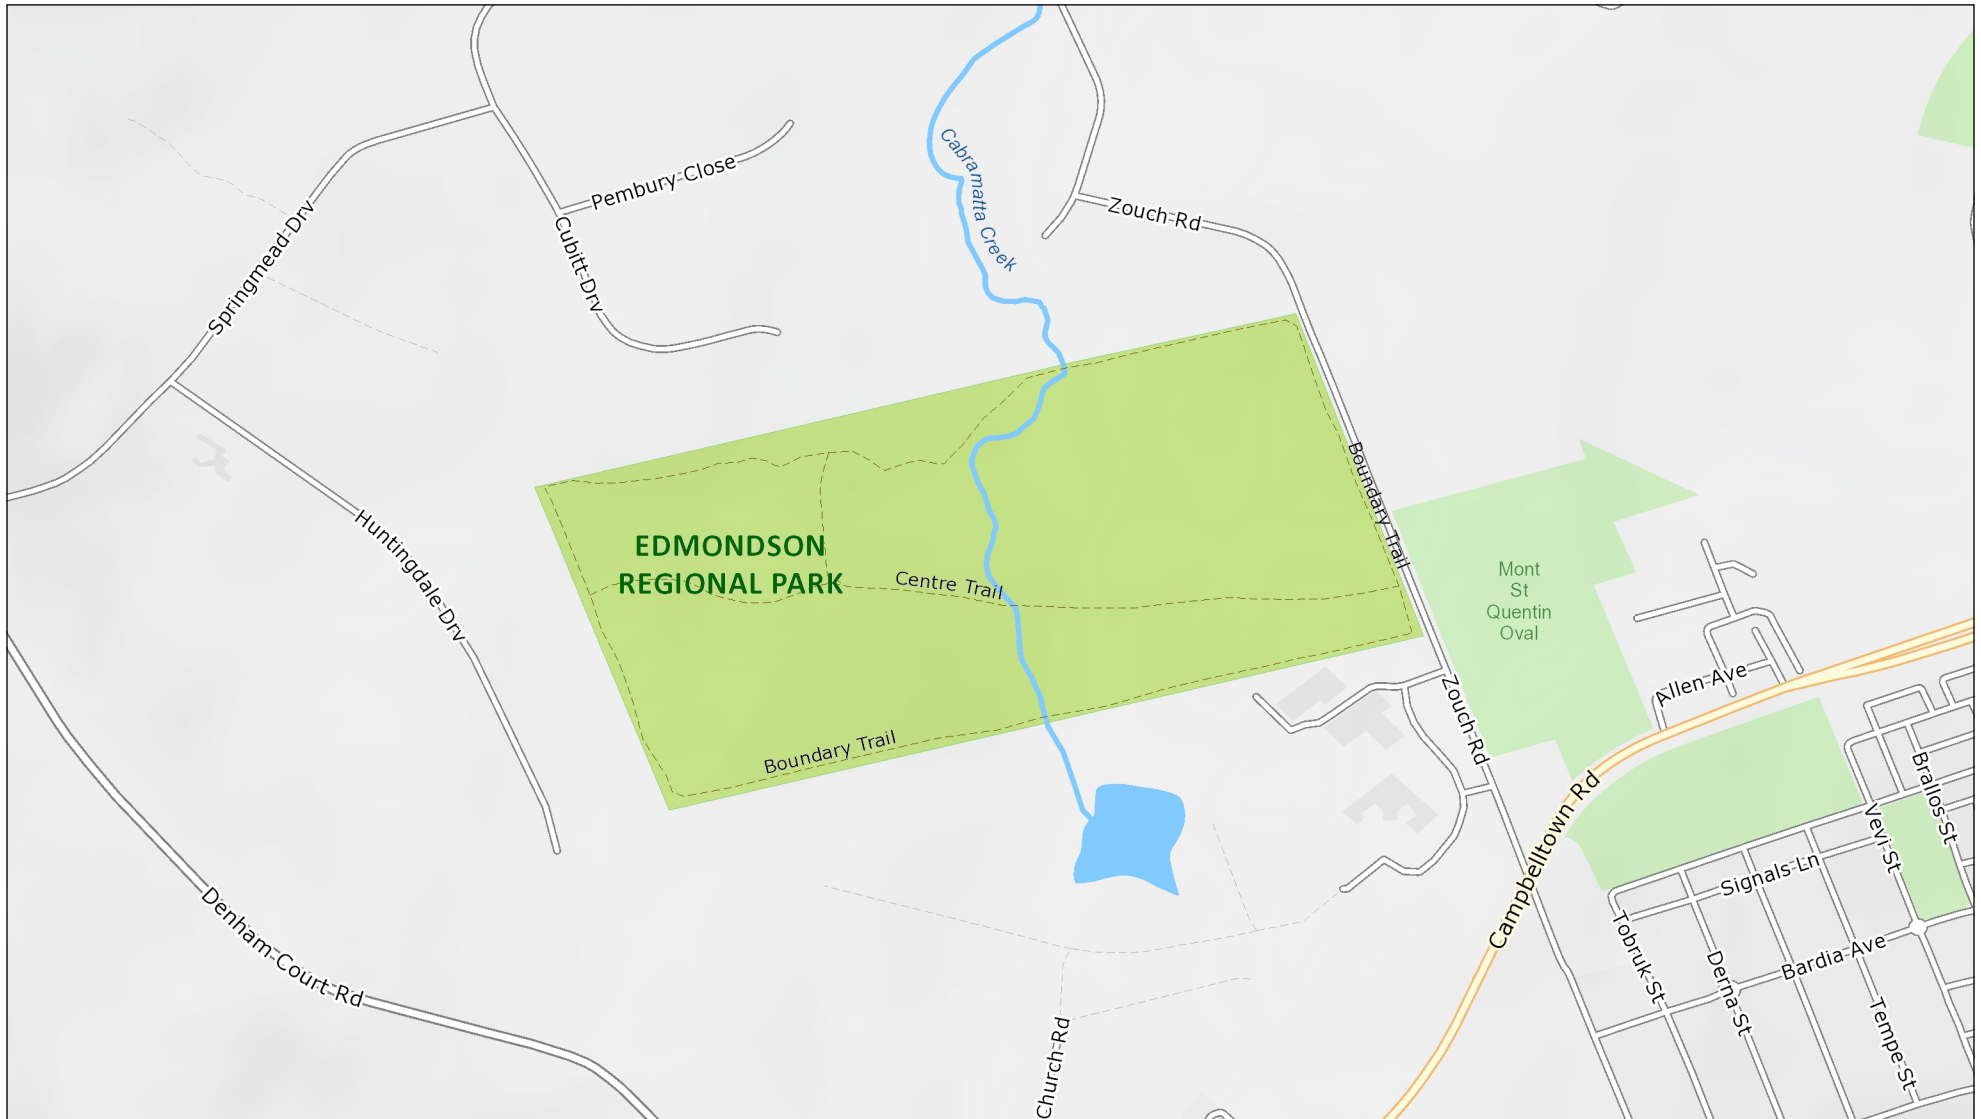 Cabramatta Creek
Pembury Close
Zouch Rd
Springmead Drv
Cubitt Drv
Boundary Trail
Huntingdale Drv
EDMONDSON
REGIONAL PARK
Centre Trail
Mont
St
Quentin
Oval
Allen Ave
Zouch Rd
Boundary Trail
Campbelltown Rd
Brallos St
Vevi St
Signals Ln
Denham Court Rd
Tobruk St
Derna St
Bardia Ave
Tempe St
Church Rd